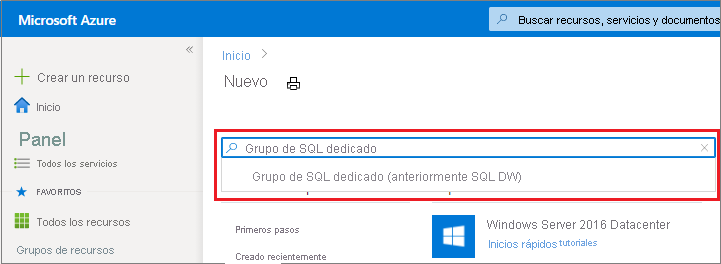 Microsoft Azure
Buscar recursos, servicios y documentos
Crear un recurso
Inicio
Panel
Todos los servicios
FAVORITOS
Todos los recursos
Grupos de recursos
Inicio
Nuevo
Grupo de SQL dedicado
Grupo de SQL dedicado (anteriormente SQL DW)
Primeros pasos
Creado recientemente
Windows Server 2016 Datacenter
Inicios rápidos tutoriales